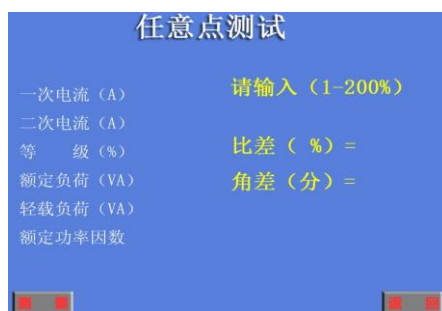 任意点测试
一次电流（A）
二次电流（A）
等　　级（%）
额定负荷（VA）
轻载负荷（VA）
额定功率因数
请输入（1-200%）
比差（ %）=
角差（分）=
返 回